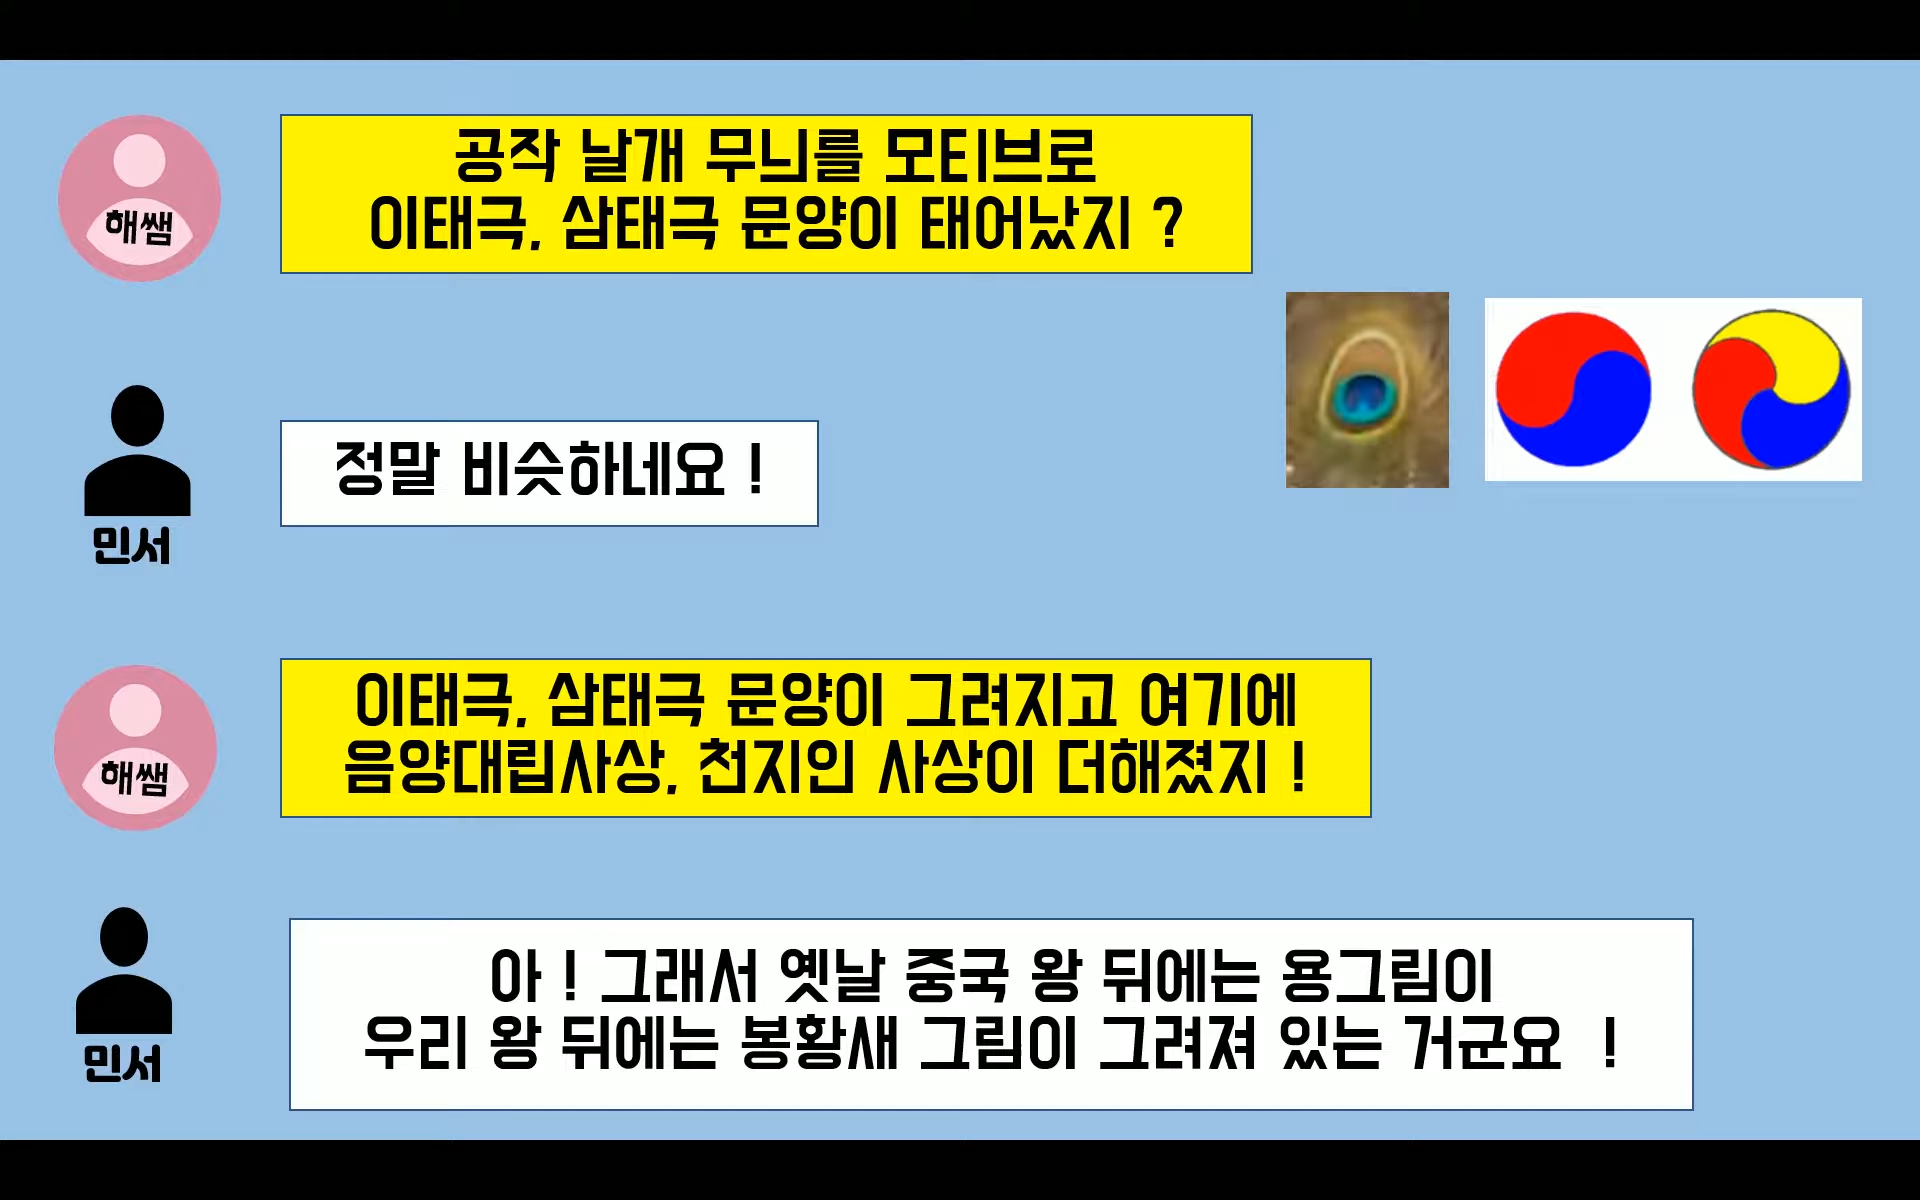 해쌤
공작 날개 무늬를 모티브로
이태극, 삼태극 문양이 태어났지 ?
정말 비슷하네요 !
민서
해쌤
이태극, 삼태극 문양이 그려지고 여기에
음양대립사상, 천지인 사상이 더해졌지 !
민서
아 ! 그래서 옛날 중국 왕 뒤에는 용그림이
우리 왕 뒤에는 봉황새 그림이 그려져 있는 거군요 !